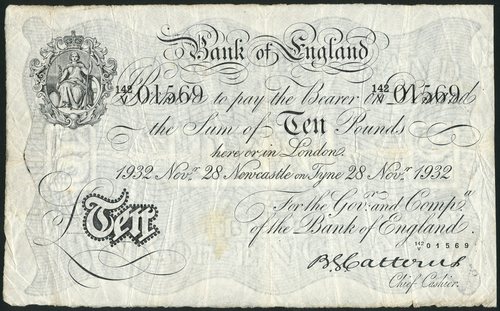 Bank of England
142/V 01569 142/V 01569
Promise to pay the Bearer on Demand
the Sum of Ten Pounds
here or in London.
1932 Novr. 28 Newcastle on Tyne 28 Novr. 1932
For the Govr. and Compa.
of the Bank of England.
Ten
142/V 01569
B.G. Catterns
Chief Cashier.